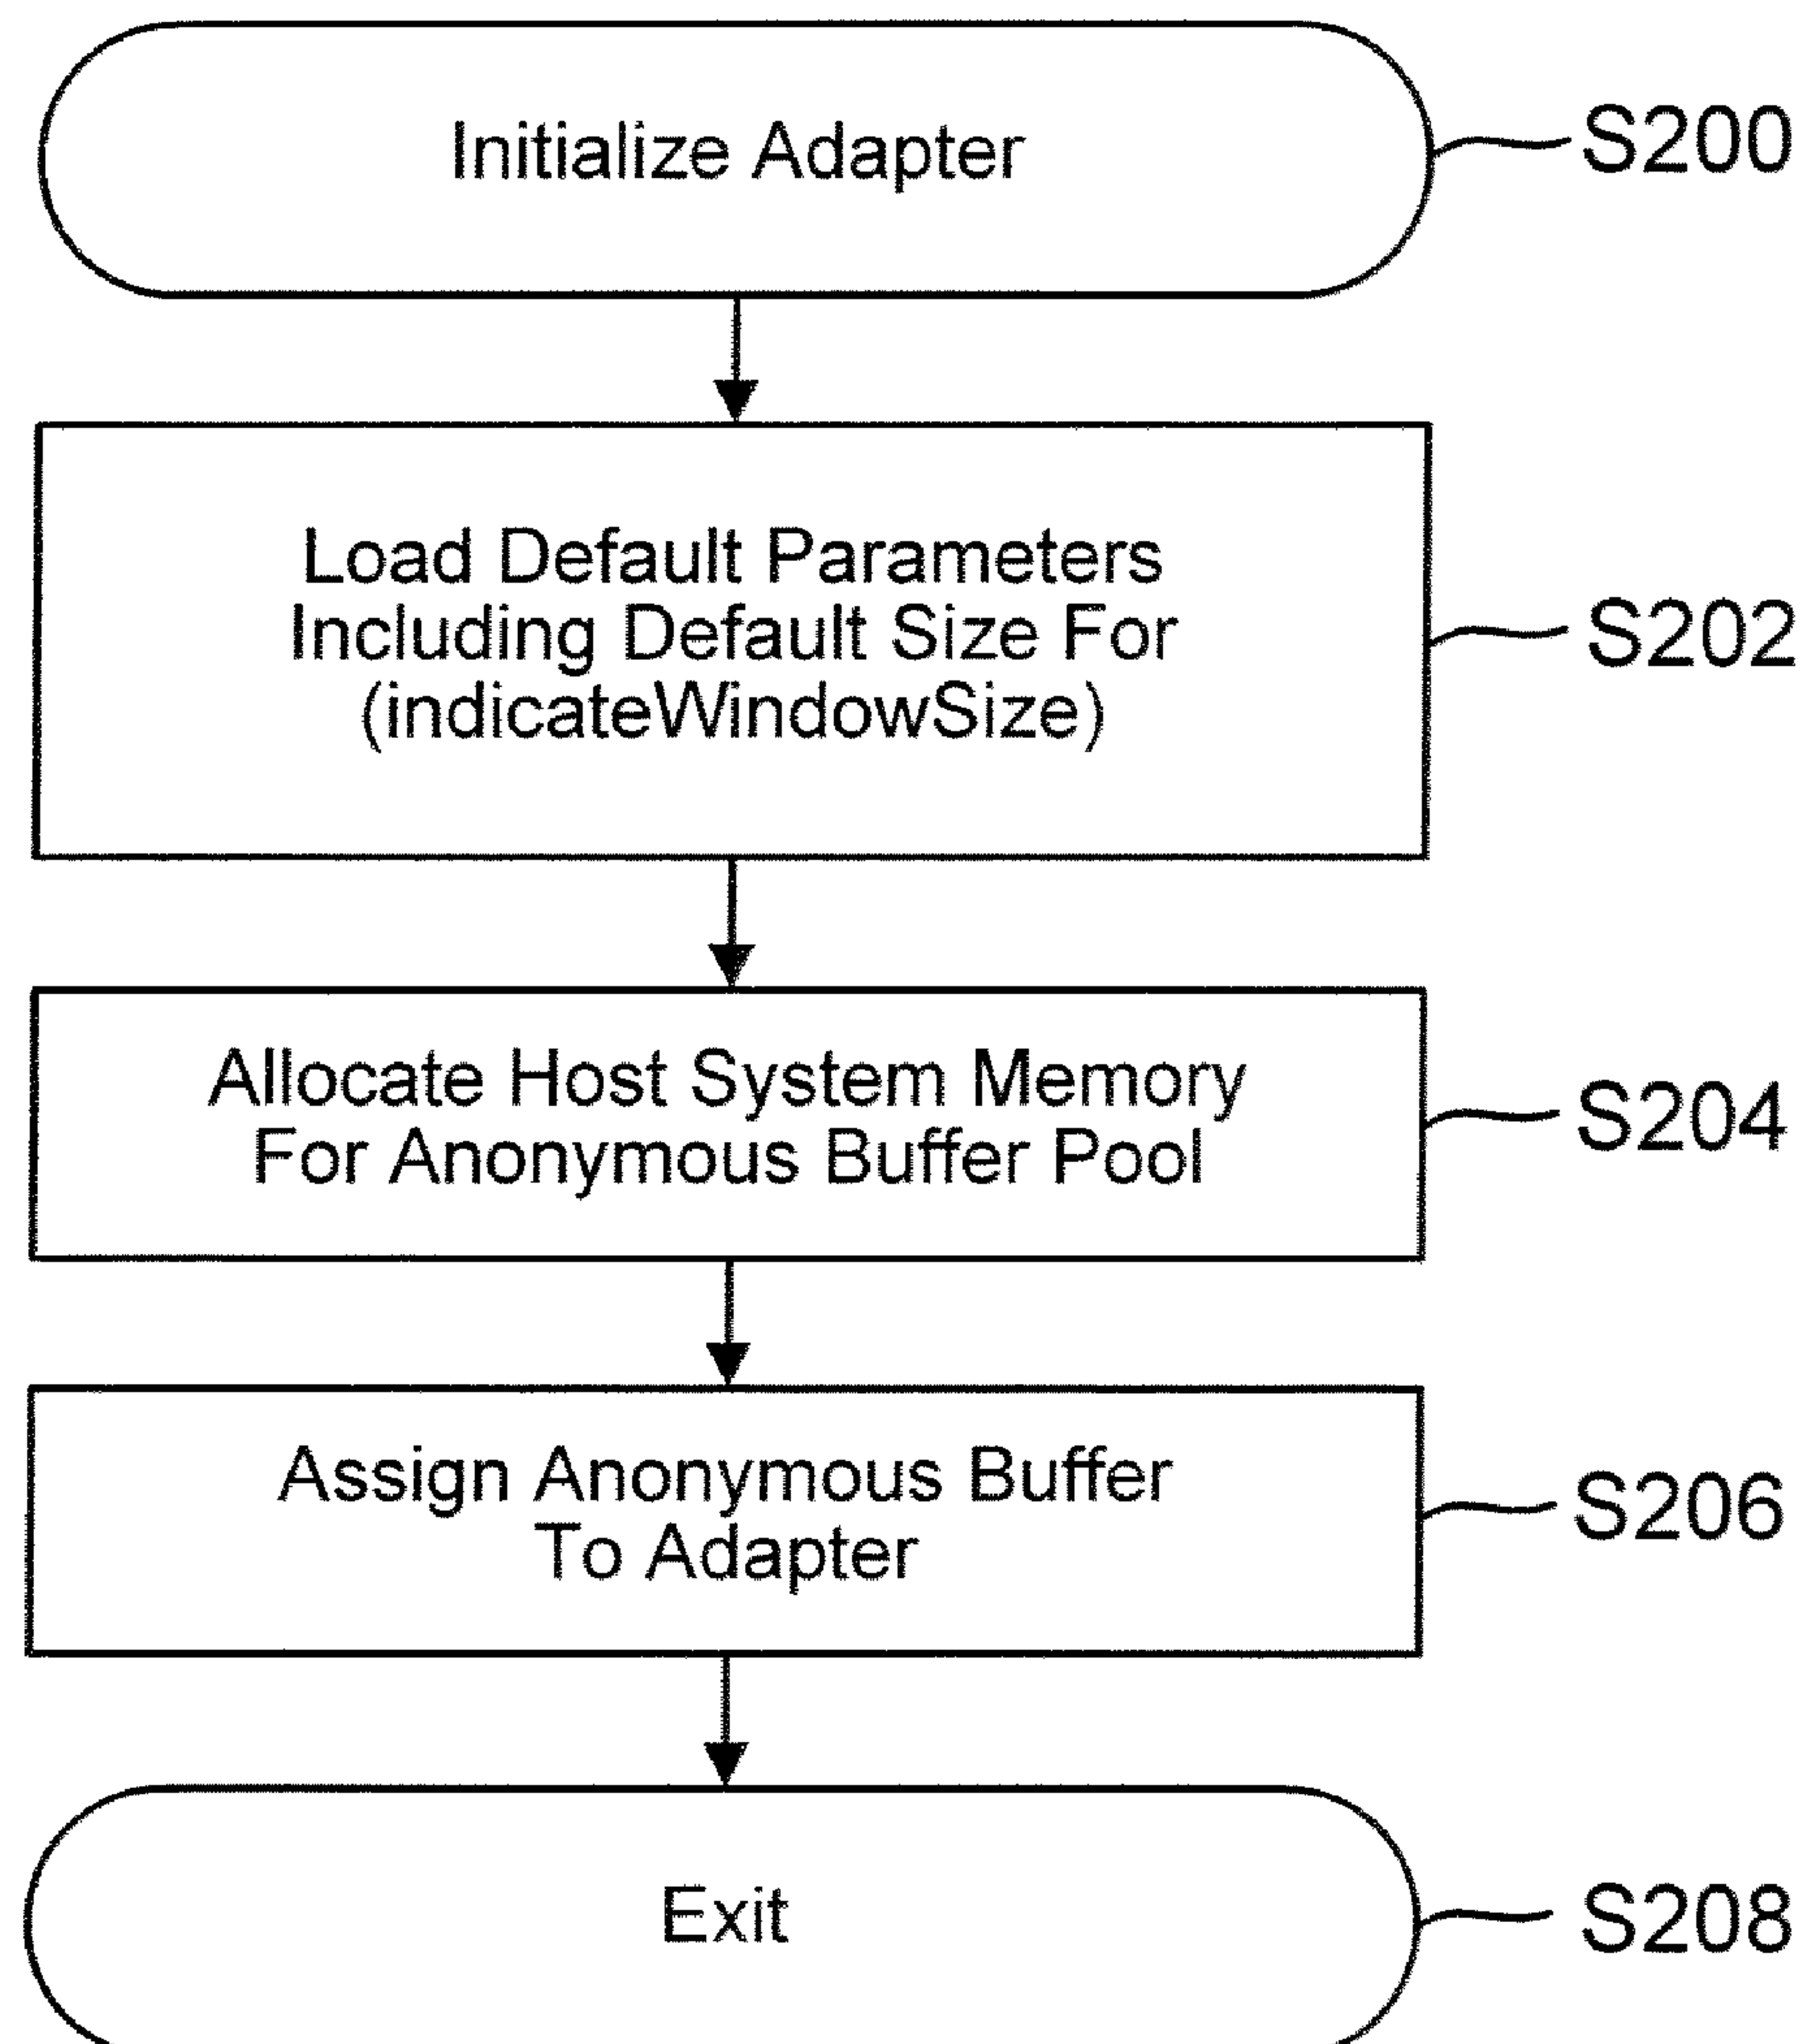 Initialize Adapter
S200
Load Default Parameters
Including Default Size For
(indicateWindowSize)
S202
Allocate Host System Memory
For Anonymous Buffer Pool
S204
Assign Anonymous Buffer
To Adapter
S206
Exit
S208